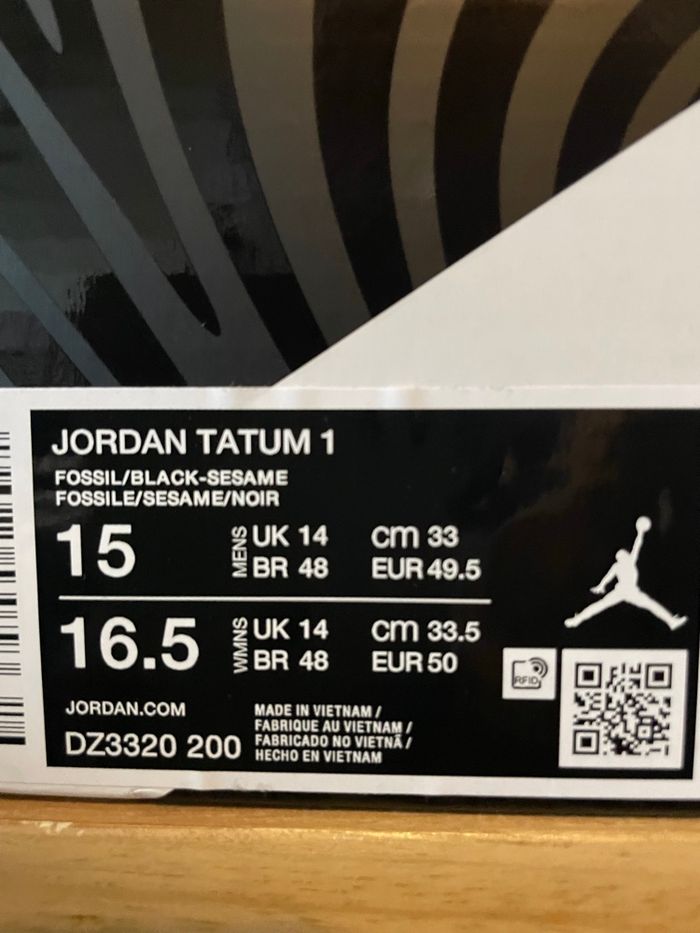 JORDAN TATUM 1
FOSSIL/BLACK-SESAME
FOSSILE/SESAME/NOIR
15 MENS UK 14 cm 33
BR 48 EUR 49.5
16.5 WMNS UK 14 cm 33.5
BR 48 EUR 50
RFID
JORDAN.COM
DZ3320 200
MADE IN VIETNAM /
FABRIQUE AU VIETNAM /
FABRICADO NO VIETNÃ /
HECHO EN VIETNAM